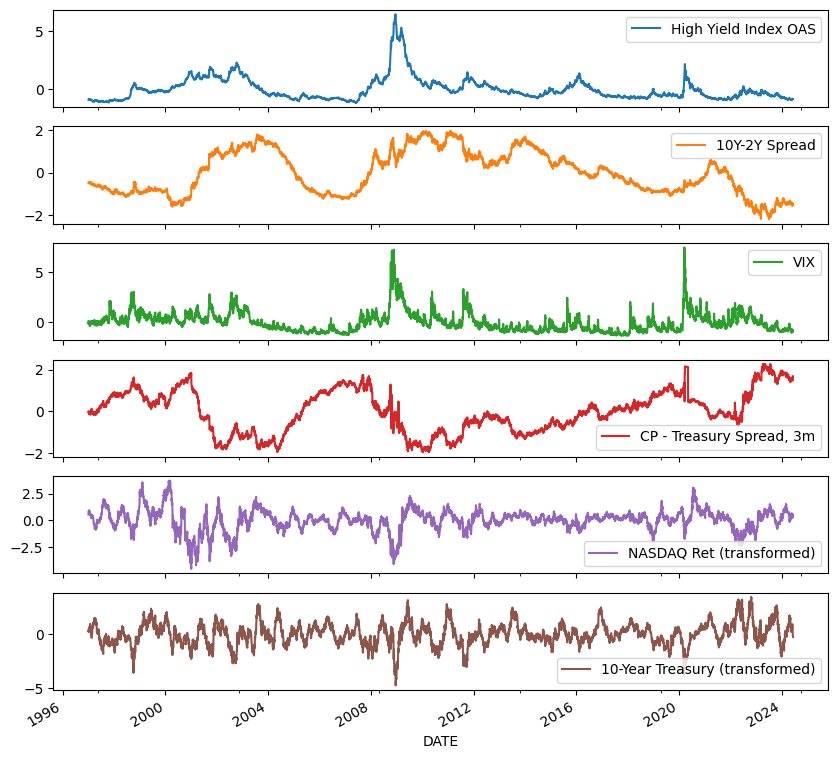 High Yield Index OAS
5
0
10Y-2Y Spread
2
0
−2
VIX
5
0
2
0
−2
CP - Treasury Spread, 3m
2.5
0.0
−2.5
NASDAQ Ret (transformed)
0
−5
10-Year Treasury (transformed)
1996 2000 2004 2008 2012 2016 2020 2024
DATE